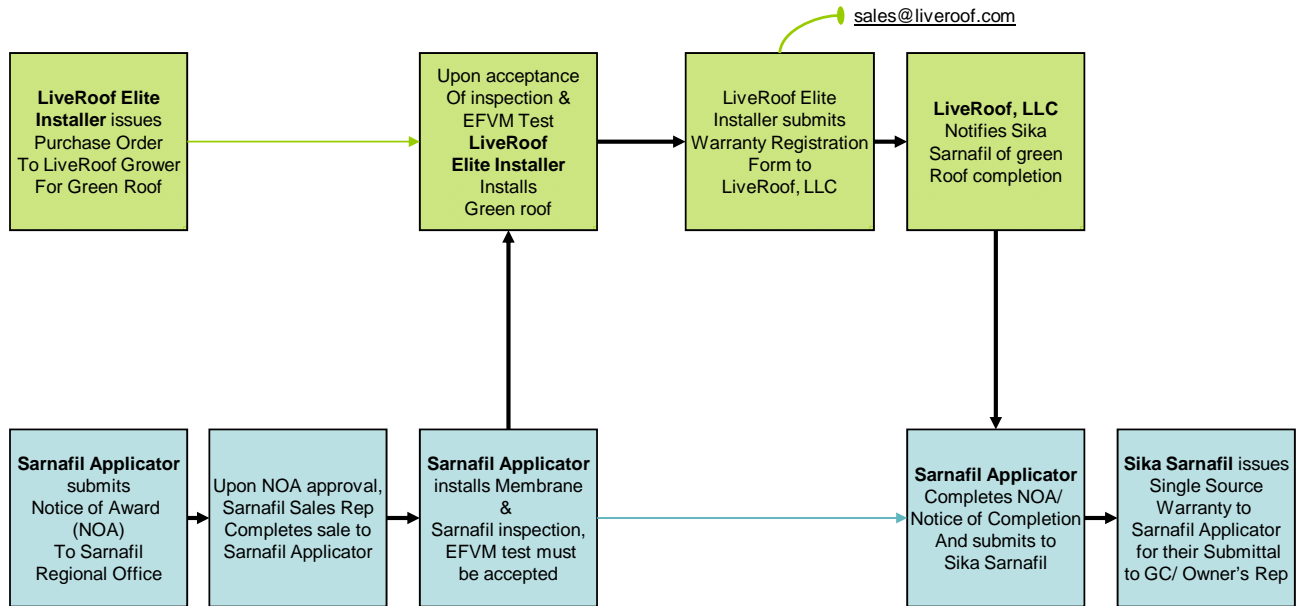 sales@liveroof.com
LiveRoof Elite
Installer issues
Purchase Order
To LiveRoof Grower
For Green Roof
Upon acceptance
Of inspection &
EFVM Test
LiveRoof
Elite Installer
Installs
Green roof
LiveRoof Elite
Installer submits
Warranty Registration
Form to
LiveRoof, LLC
LiveRoof, LLC
Notifies Sika
Sarnafil of green
Roof completion
Sarnafil Applicator
submits
Notice of Award
(NOA)
To Sarnafil
Regional Office
Upon NOA approval,
Sarnafil Sales Rep
Completes sale to
Sarnafil Applicator
Sarnafil Applicator
installs Membrane
&
Sarnafil inspection,
EFVM test must
be accepted
Sarnafil Applicator
Completes NOA/
Notice of Completion
And submits to
Sika Sarnafil
Sika Sarnafil issues
Single Source
Warranty to
Sarnafil Applicator
for their Submittal
to GC/ Owner's Rep